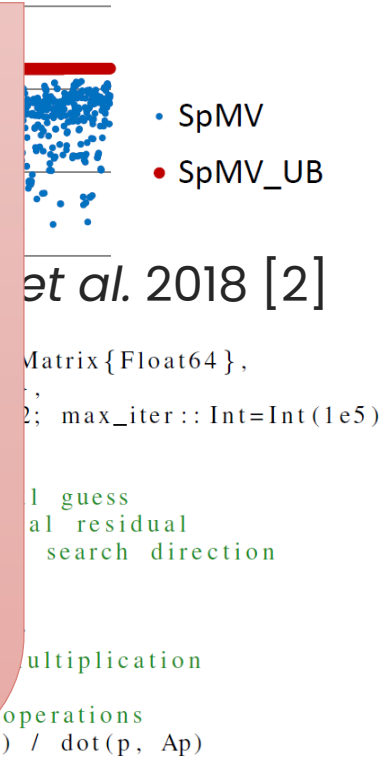 SpMV
SpMV_UB
et al. 2018 [2]
Matrix{Float64},
,
2; max_iter::Int=Int(1e5)
l guess
al residual
search direction
ultiplication
operations
) / dot(p, Ap)